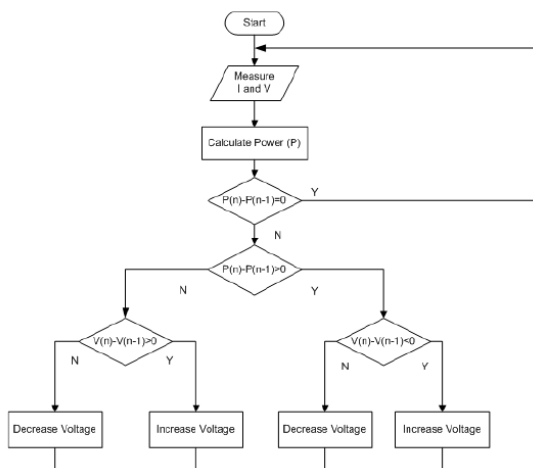 Start
Measure
I and V
Calculate Power (P)
P(n)-P(n-1)=0
Y
N
P(n)-P(n-1)>0
N
Y
V(n)-V(n-1)>0
V(n)-V(n-1)<0
N
Y
N
Y
Decrease Voltage
Increase Voltage
Decrease Voltage
Increase Voltage